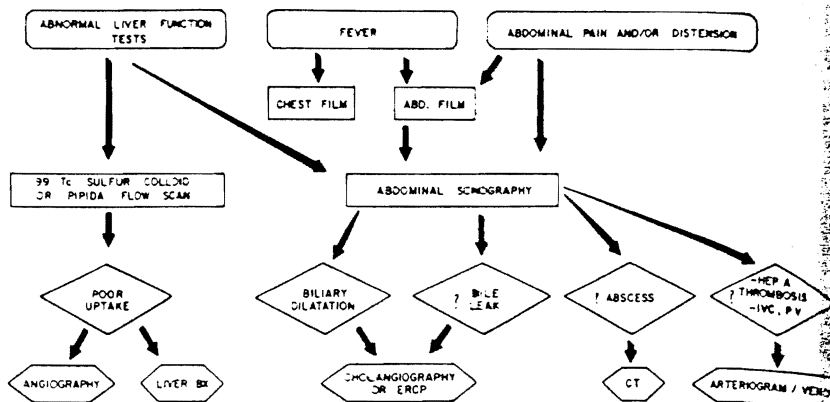 ABNORMAL LIVER FUNCTION
TESTS
FEVER
ABDOMINAL PAIN AND/OR DISTENSION
CHEST FILM
ABD. FILM
99 Tc SULFUR COLLOID
OR PIPIDA FLOW SCAN
ABDOMINAL SONOGRAPHY
POOR
UPTAKE
BILIARY
DILATATION
? BILE
LEAK
? ABSCESS
-HEP A
? THROMBOSIS
-IVC, PV
ANGIOGRAPHY
LIVER BX
CHOLANGIOGRAPHY
OR ERCP
CT
ARTERIOGRAM /